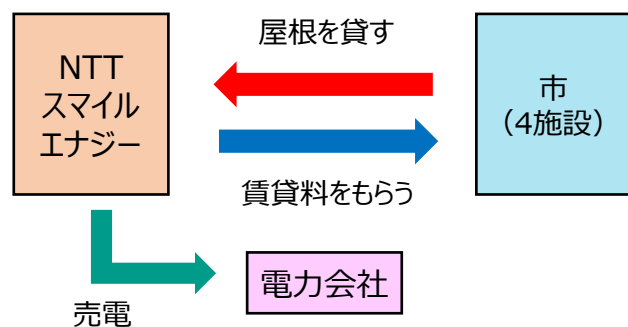 屋根を貸す
NTT
スマイル
エナジー
市
（4施設）
賃貸料をもらう
電力会社
売電